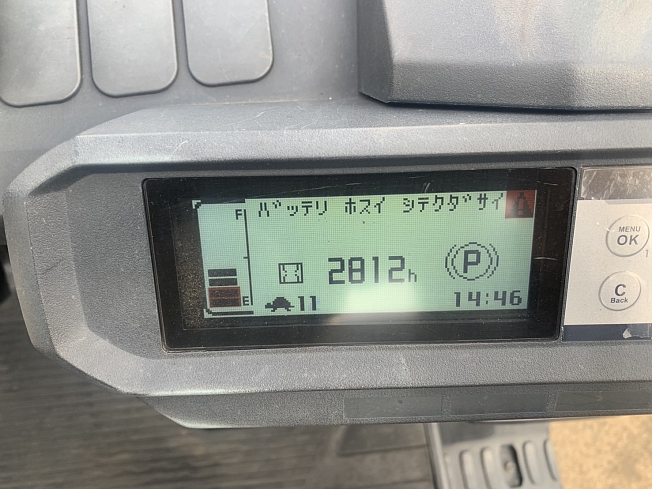 F バッテリ ホスイ シテクダサイ
2812h
P
E 11 14:46
MENU
OK
1
C
Back